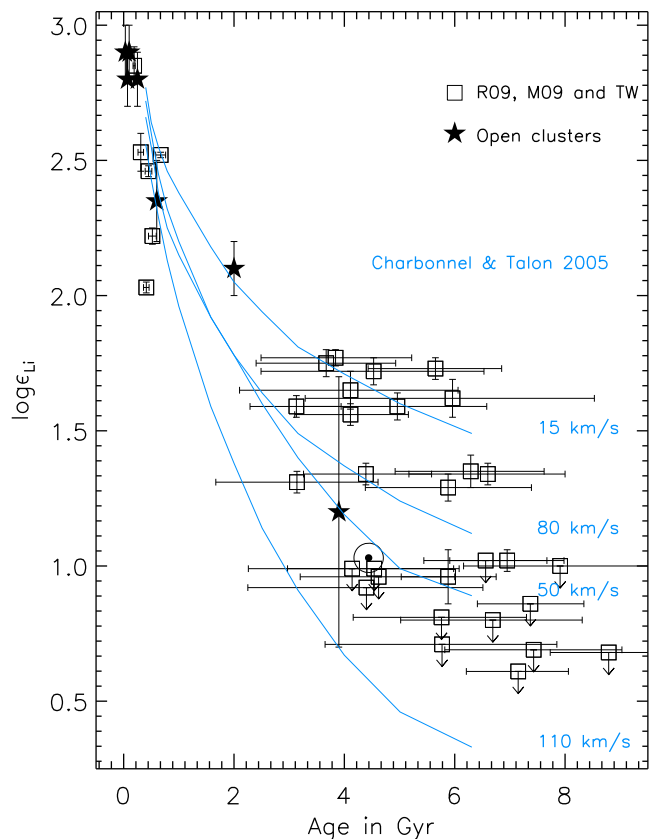 3.0
2.5
2.0
1.5
1.0
0.5
logϵLi
R09, M09 and TW
Open clusters
Charbonnel & Talon 2005
15 km/s
80 km/s
50 km/s
110 km/s
0 2 4 6 8
Age in Gyr